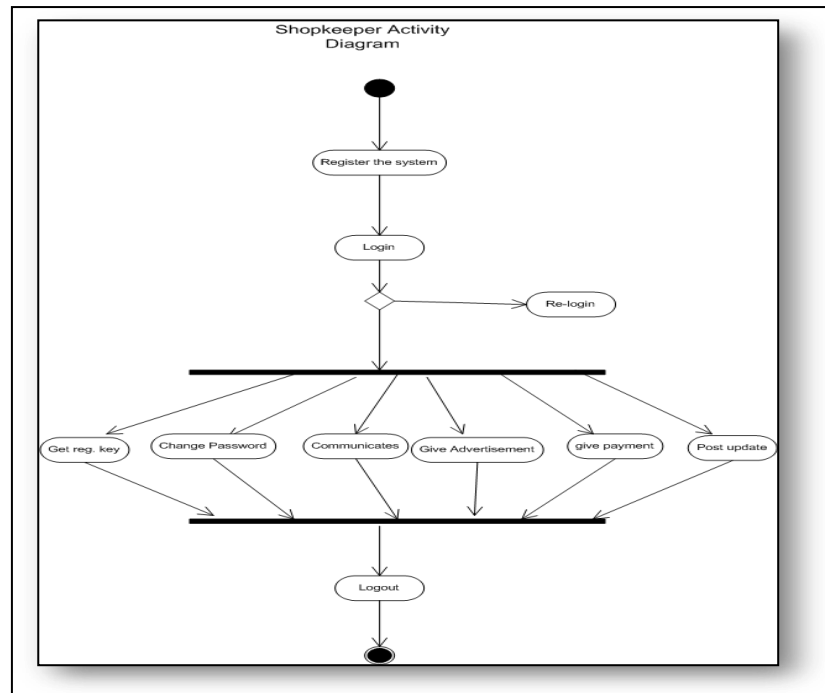 Shopkeeper Activity
Diagram
Register the system
Login
Re-login
Get reg. key
Change Password
Communicates
Give Advertisement
give payment
Post update
Logout